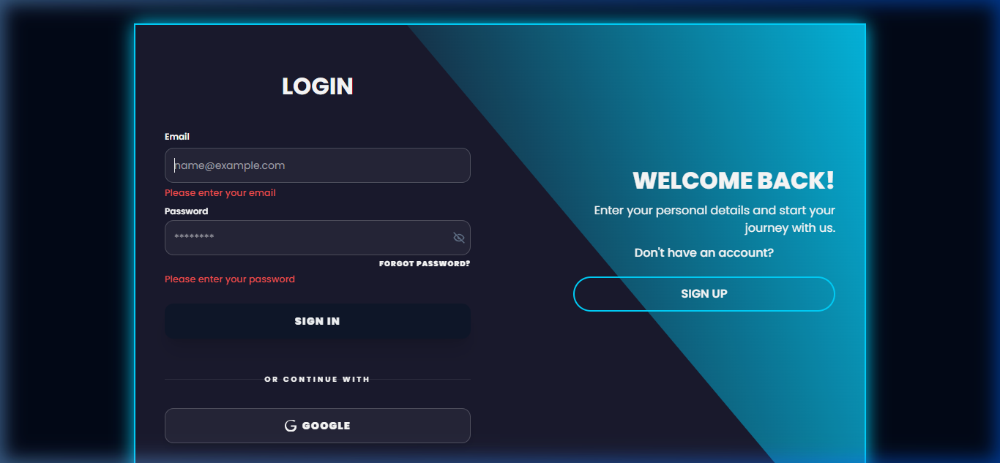 LOGIN
Email
name@example.com
Please enter your email
Password
********
FORGOT PASSWORD?
Please enter your password
SIGN IN
OR CONTINUE WITH
GOOGLE
WELCOME BACK!
Enter your personal details and start your
journey with us.
Don't have an account?
SIGN UP